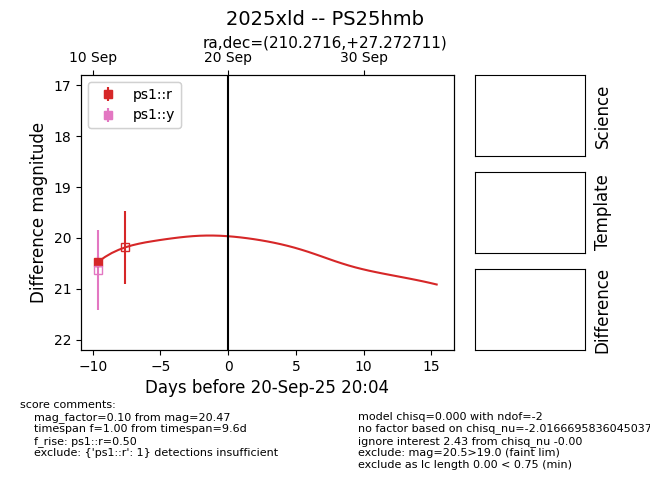 2025xld -- PS25hmb
ra,dec=(210.2716,+27.272711)
10 Sep 20 Sep 30 Sep
17
18
19
20
21
22
Difference magnitude
ps1::r
ps1::y
−10 −5 0 5 10 15
Days before 20-Sep-25 20:04
Science
Template
Difference
score comments:
mag_factor=0.10 from mag=20.47
timespan f=1.00 from timespan=9.6d
f_rise: ps1::r=0.50
exclude: {'ps1::r': 1} detections insufficient
model chisq=0.000 with ndof=-2
no factor based on chisq_nu=-2.0166695836045037
ignore interest 2.43 from chisq_nu -0.00
exclude: mag=20.5>19.0 (faint lim)
exclude as lc length 0.00 < 0.75 (min)